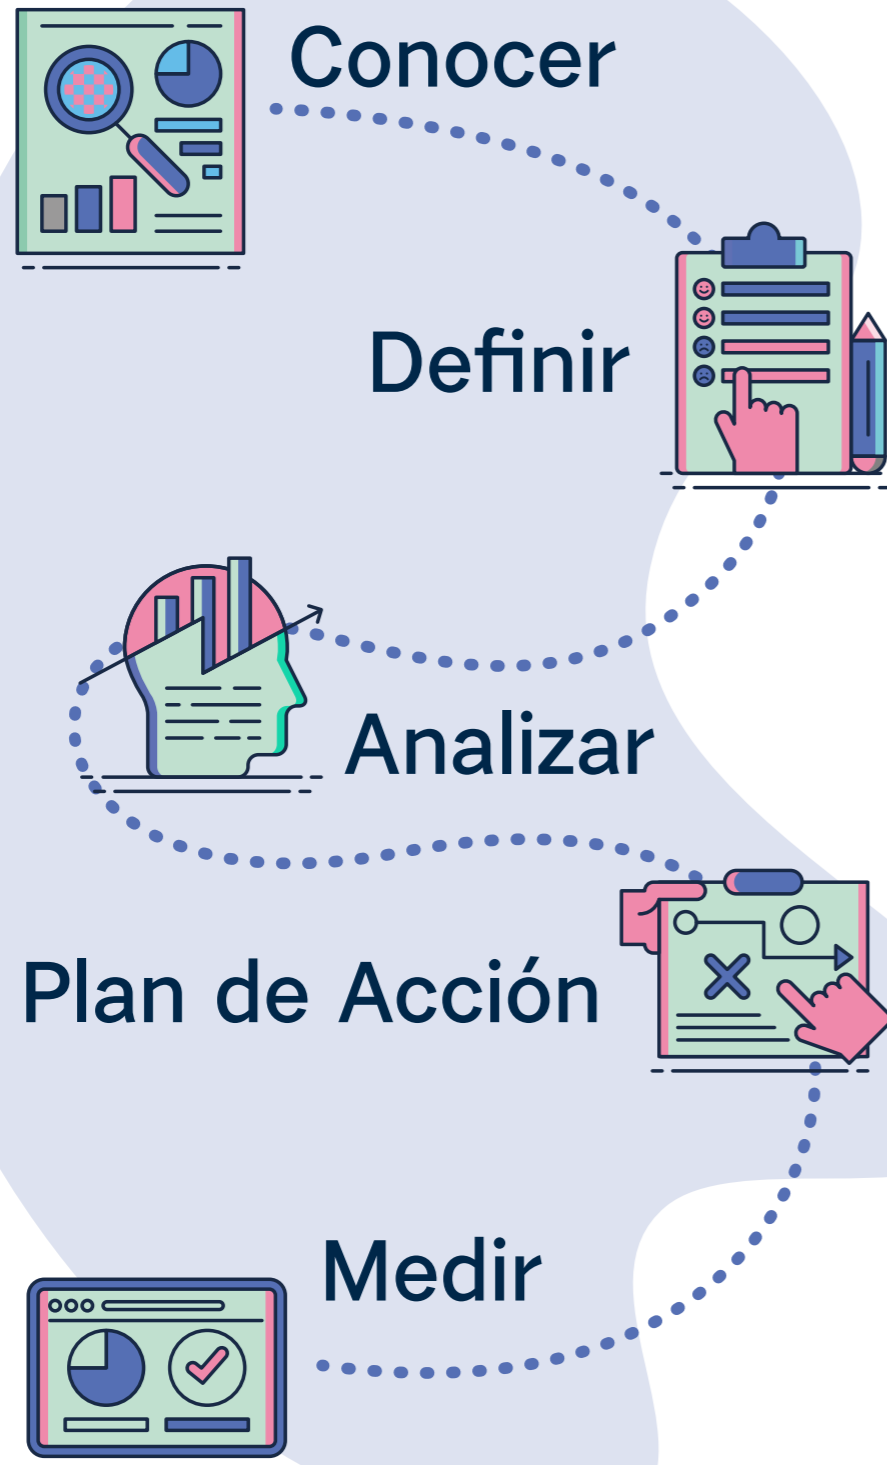 Conocer
Definir
Analizar
Plan de Acción
Medir